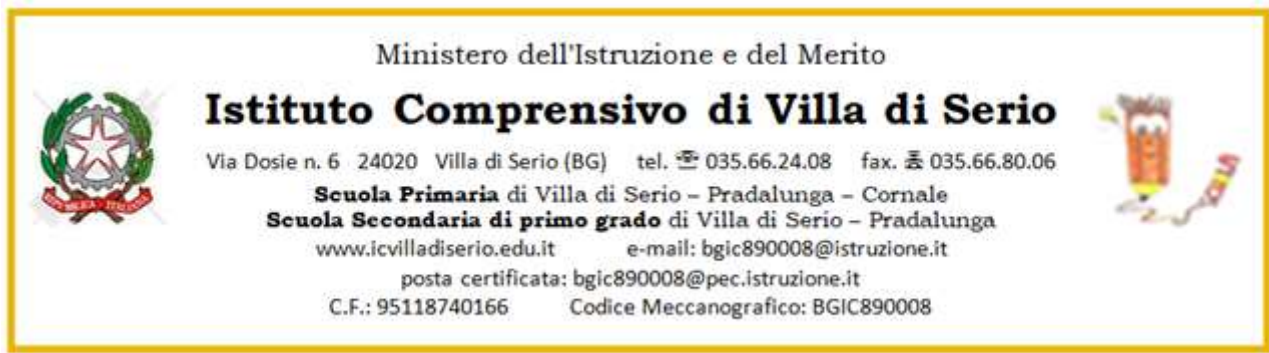 Ministero dell'Istruzione e del Merito
Istituto Comprensivo di Villa di Serio
Via Dosie n. 6 24020 Villa di Serio (BG) tel. ☎ 035.66.24.08 fax. 035.66.80.06
Scuola Primaria di Villa di Serio – Pradalunga – Cornale
Scuola Secondaria di primo grado di Villa di Serio – Pradalunga
www.icvilladiserio.edu.it e-mail: bgic890008@istruzione.it
posta certificata: bgic890008@pec.istruzione.it
C.F.: 95118740166 Codice Meccanografico: BGIC890008